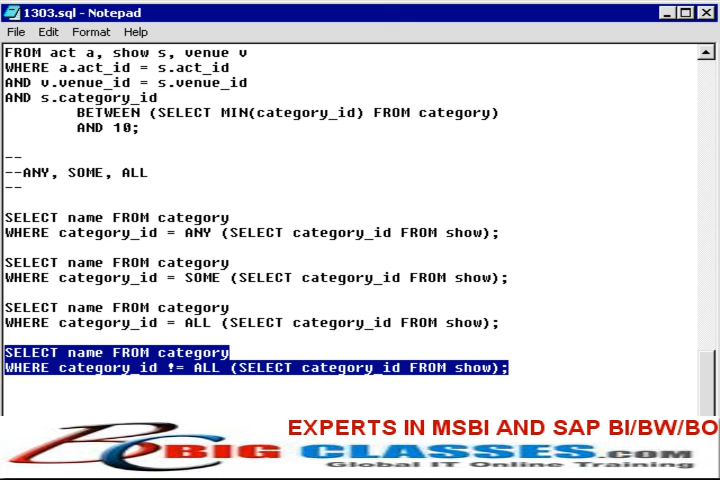 1303.sql - Notepad
File Edit Format Help
FROM act a, show s, venue v
WHERE a.act_id = s.act_id
AND v.venue_id = s.venue_id
AND s.category_id
BETWEEN (SELECT MIN(category_id) FROM category)
AND 10;
--
--ANY, SOME, ALL
--
SELECT name FROM category
WHERE category_id = ANY (SELECT category_id FROM show);
SELECT name FROM category
WHERE category_id = SOME (SELECT category_id FROM show);
SELECT name FROM category
WHERE category_id = ALL (SELECT category_id FROM show);
SELECT name FROM category
WHERE category_id != ALL (SELECT category_id FROM show);
EXPERTS IN MSBI AND SAP BI/BW/BO
BIG CLASSES.COM
Global IT Online Training